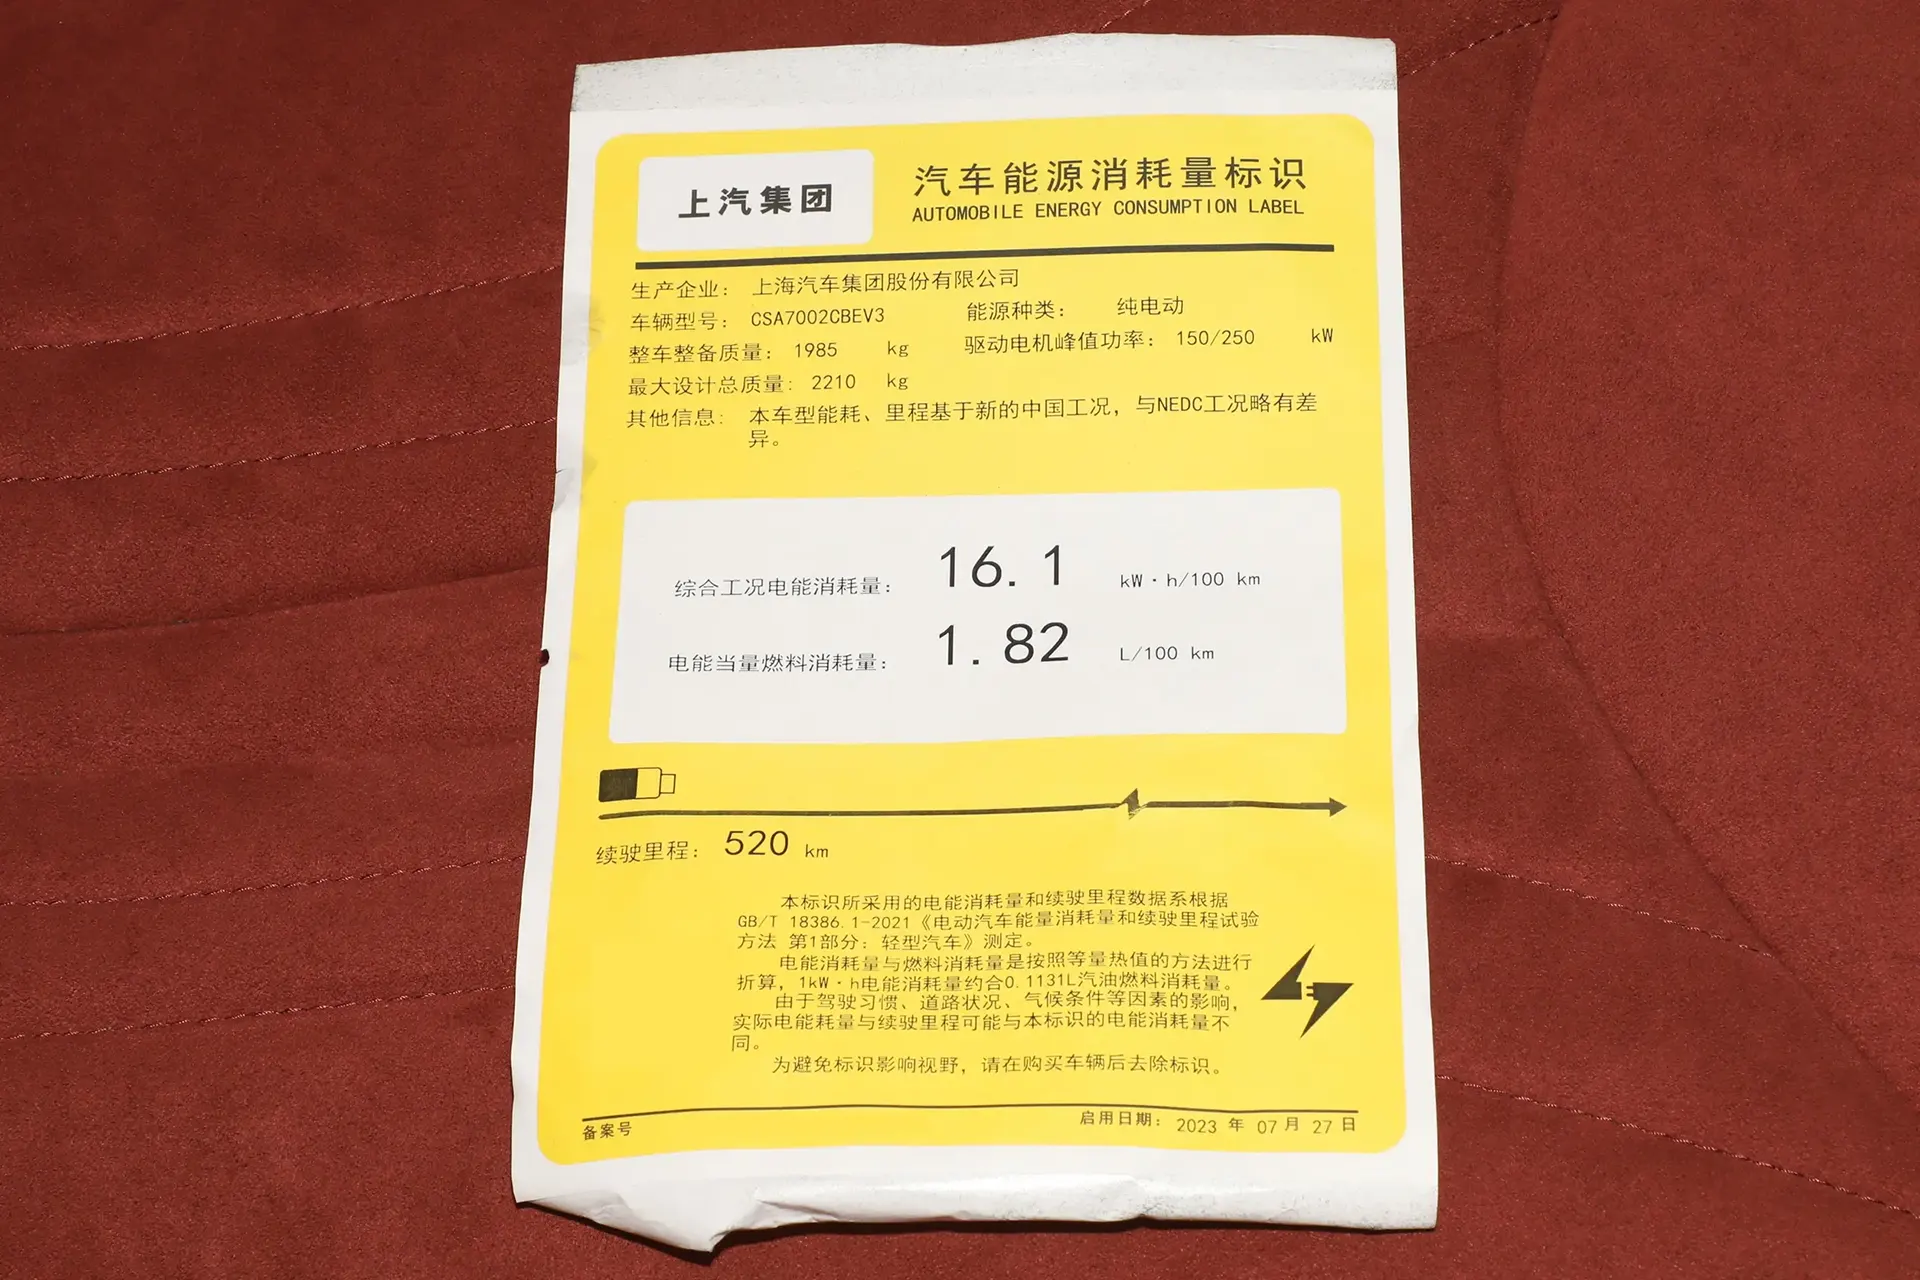 上汽集团
汽车能源消耗量标识
AUTOMOBILE ENERGY CONSUMPTION LABEL
生产企业： 上海汽车集团股份有限公司
车辆型号： CSA7002CBEV3 能源种类： 纯电动
整车整备质量： 1985 kg 驱动电机峰值功率： 150/250 kW
最大设计总质量： 2210 kg
其他信息： 本车型能耗、里程基于新的中国工况，与NEDC工况略有差
异。
综合工况电能消耗量： 16.1 kW·h/100 km
电能当量燃料消耗量： 1.82 L/100 km
续驶里程： 520 km
本标识所采用的电能消耗量和续驶里程数据系根据
GB/T 18386.1-2021《电动汽车能量消耗量和续驶里程试验
方法 第1部分：轻型汽车》测定。
电能消耗量与燃料消耗量是按照等量热值的方法进行
折算，1kW·h电能消耗量约合0.1131L汽油燃料消耗量。
由于驾驶习惯、道路状况、气候条件等因素的影响，
实际电能耗量与续驶里程可能与本标识的电能消耗量不
同。
为避免标识影响视野，请在购买车辆后去除标识。
备案号 启用日期： 2023 年 07 月 27 日